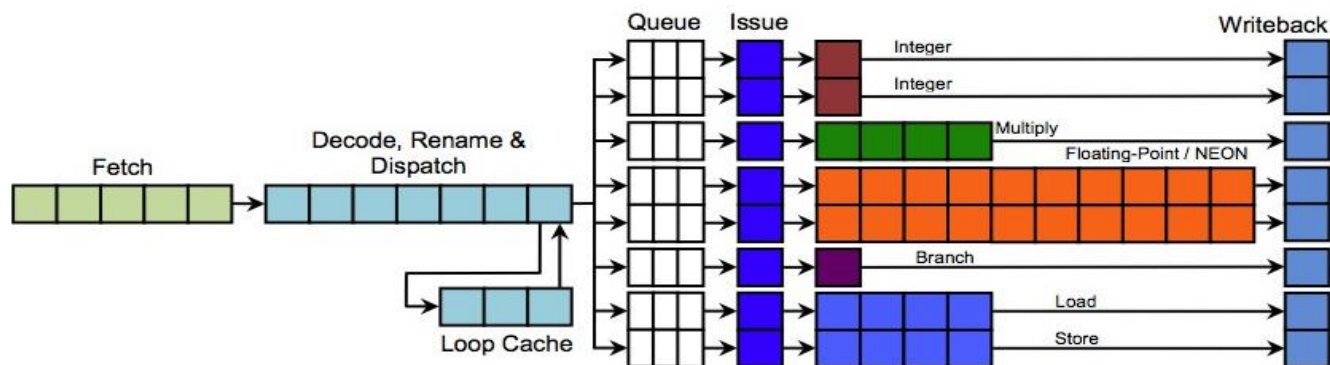 Queue
Issue
Writeback
Integer
Integer
Decode, Rename &
Dispatch
Multiply
Fetch
Floating-Point / NEON
Branch
Load
Loop Cache
Store